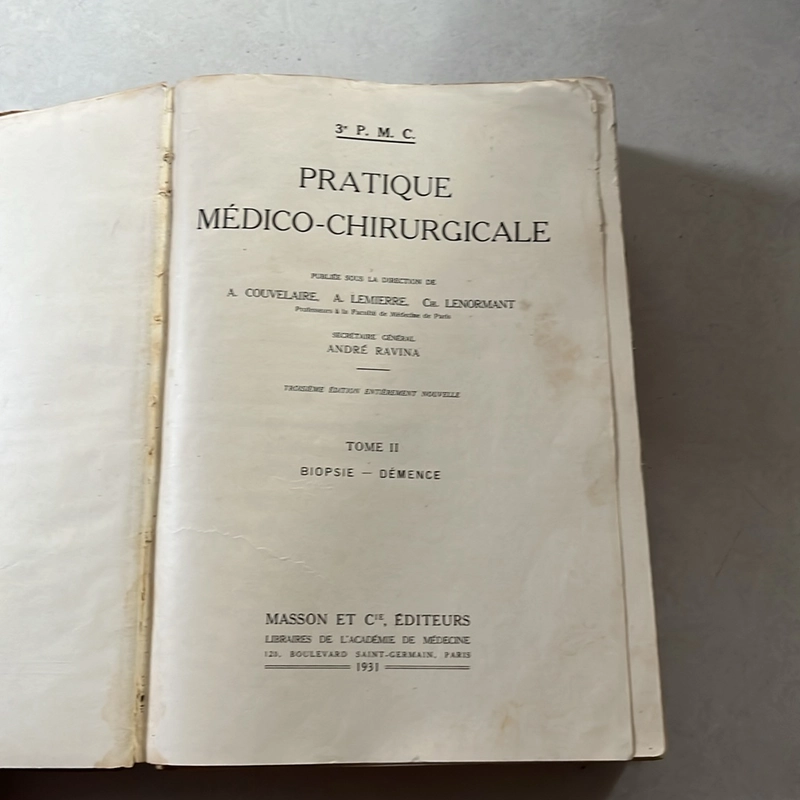 3e P. M. C.
PRATIQUE
MÉDICO-CHIRURGICALE
PUBLIÉE SOUS LA DIRECTION DE
A. COUVELAIRE, A. LEMIERRE, CH. LENORMANT
Professeurs à la Faculté de Médecine de Paris
SECRÉTAIRE GÉNÉRAL
ANDRÉ RAVINA
TROISIÈME ÉDITION ENTIÈREMENT NOUVELLE
TOME II
BIOPSIE — DÉMENCE
MASSON ET CIE, ÉDITEURS
LIBRAIRES DE L'ACADÉMIE DE MÉDECINE
120, BOULEVARD SAINT-GERMAIN, PARIS
1931